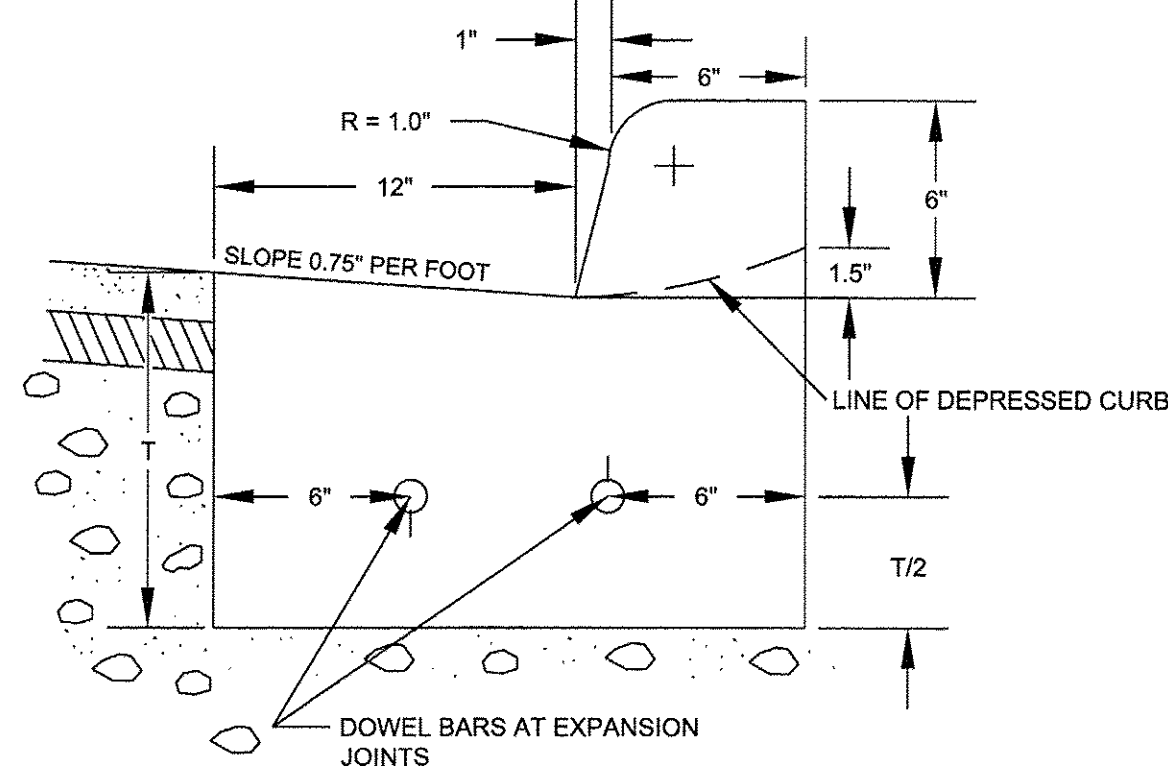 1"
6"
R = 1.0"
12"
6"
SLOPE 0.75" PER FOOT
1.5"
LINE OF DEPRESSED CURB
T
6"
6"
T/2
DOWEL BARS AT EXPANSION
JOINTS